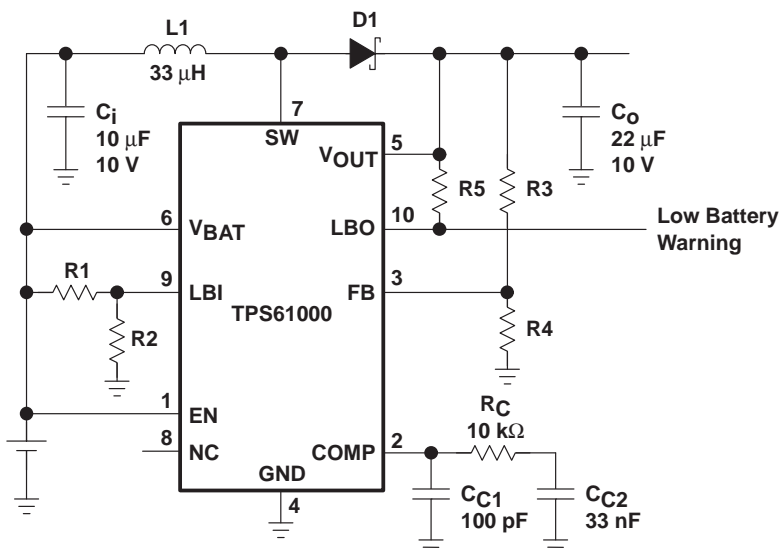 L1
33 μH
D1
Ci
10 μF
10 V
7
SW
5
VOUT
Co
22 μF
10 V
R5
R3
6
VBAT
10
LBO
Low Battery
Warning
R1
9
LBI
3
FB
TPS61000
R2
R4
1
EN
RC
10 kΩ
8
NC
COMP
2
GND
4
CC1
100 pF
CC2
33 nF